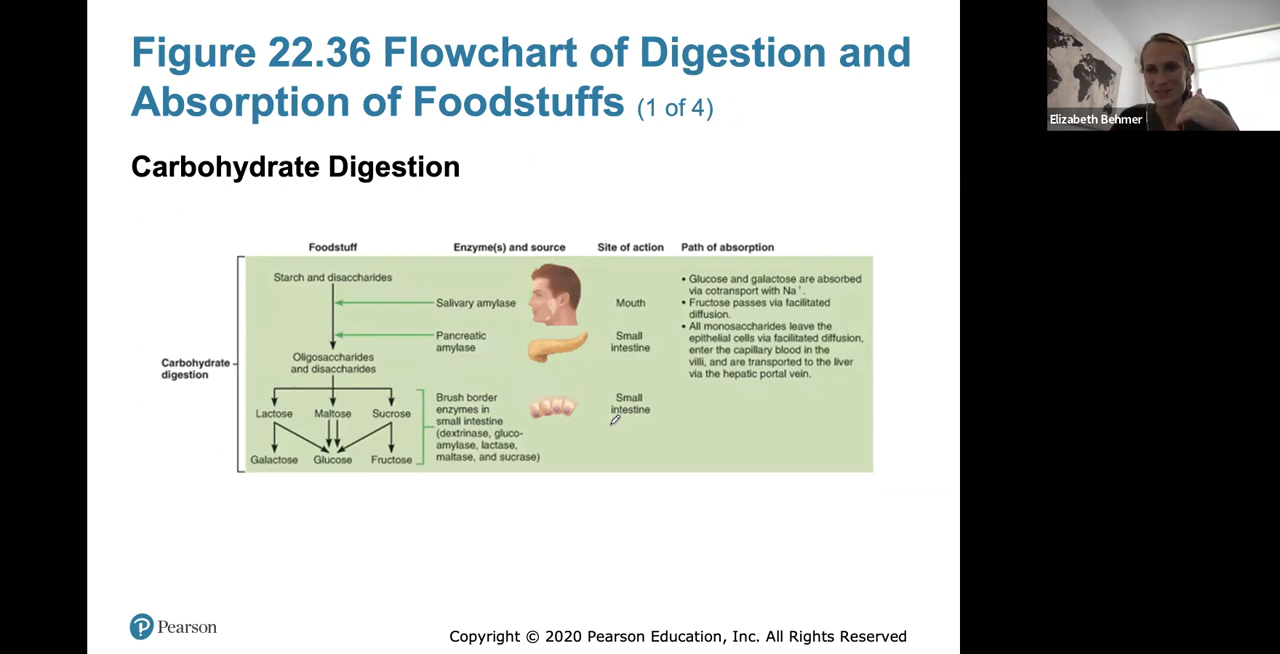 Figure 22.36 Flowchart of Digestion and
Absorption of Foodstuffs (1 of 4)
Elizabeth Behmer
Carbohydrate Digestion
Foodstuff
Enzyme(s) and source
Site of action
Path of absorption
Starch and disaccharides
Salivary amylase
Mouth
• Glucose and galactose are absorbed
via cotransport with Na⁺.
• Fructose passes via facilitated
diffusion.
• All monosaccharides leave the
epithelial cells via facilitated diffusion,
enter the capillary blood in the
villi, and are transported to the liver
via the hepatic portal vein.
Pancreatic
amylase
Small
intestine
Carbohydrate
digestion
Oligosaccharides
and disaccharides
Lactose
Maltose
Sucrose
Brush border
enzymes in
small intestine
(dextrinase, gluco-
amylase, lactase,
maltase, and sucrase)
Small
intestine
Galactose
Glucose
Fructose
P Pearson
Copyright © 2020 Pearson Education, Inc. All Rights Reserved